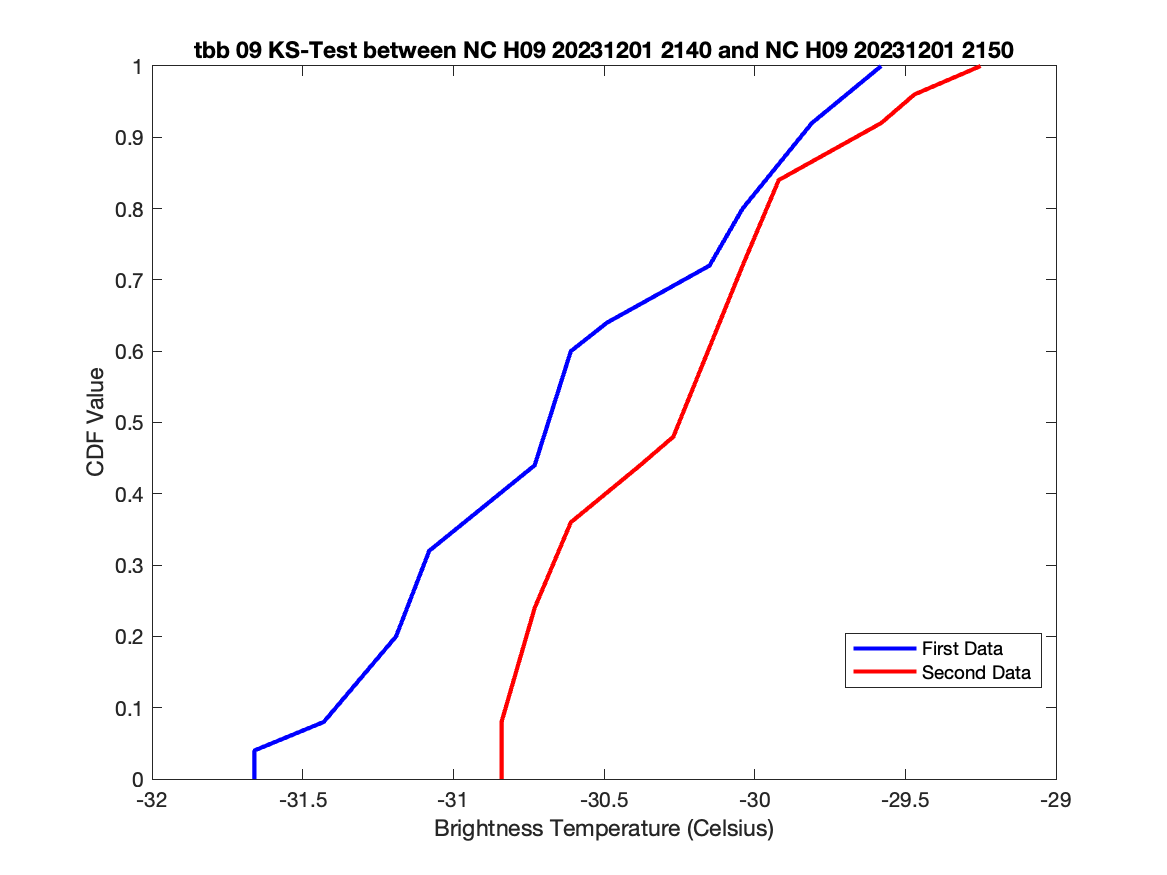 tbb 09 KS-Test between NC H09 20231201 2140 and NC H09 20231201 2150
1
0.9
0.8
0.7
0.6
0.5
0.4
0.3
0.2
0.1
0
CDF Value
First Data
Second Data
-32 -31.5 -31 -30.5 -30 -29.5 -29
Brightness Temperature (Celsius)